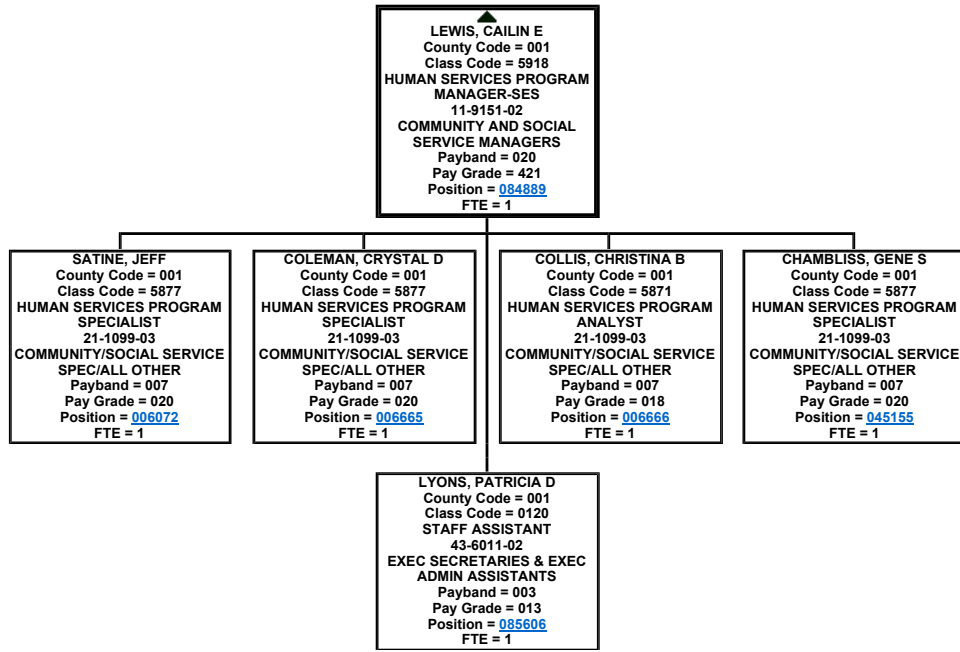 LEWIS, CAILIN E
County Code = 001
Class Code = 5918
HUMAN SERVICES PROGRAM
MANAGER-SES
11-9151-02
COMMUNITY AND SOCIAL
SERVICE MANAGERS
Payband = 020
Pay Grade = 421
Position = 084889
FTE = 1
SATINE, JEFF
County Code = 001
Class Code = 5877
HUMAN SERVICES PROGRAM
SPECIALIST
21-1099-03
COMMUNITY/SOCIAL SERVICE
SPEC/ALL OTHER
Payband = 007
Pay Grade = 020
Position = 006072
FTE = 1
COLEMAN, CRYSTAL D
County Code = 001
Class Code = 5877
HUMAN SERVICES PROGRAM
SPECIALIST
21-1099-03
COMMUNITY/SOCIAL SERVICE
SPEC/ALL OTHER
Payband = 007
Pay Grade = 020
Position = 006665
FTE = 1
COLLIS, CHRISTINA B
County Code = 001
Class Code = 5871
HUMAN SERVICES PROGRAM
ANALYST
21-1099-03
COMMUNITY/SOCIAL SERVICE
SPEC/ALL OTHER
Payband = 007
Pay Grade = 018
Position = 006666
FTE = 1
CHAMBLISS, GENE S
County Code = 001
Class Code = 5877
HUMAN SERVICES PROGRAM
SPECIALIST
21-1099-03
COMMUNITY/SOCIAL SERVICE
SPEC/ALL OTHER
Payband = 007
Pay Grade = 020
Position = 045155
FTE = 1
LYONS, PATRICIA D
County Code = 001
Class Code = 0120
STAFF ASSISTANT
43-6011-02
EXEC SECRETARIES & EXEC
ADMIN ASSISTANTS
Payband = 003
Pay Grade = 013
Position = 085606
FTE = 1